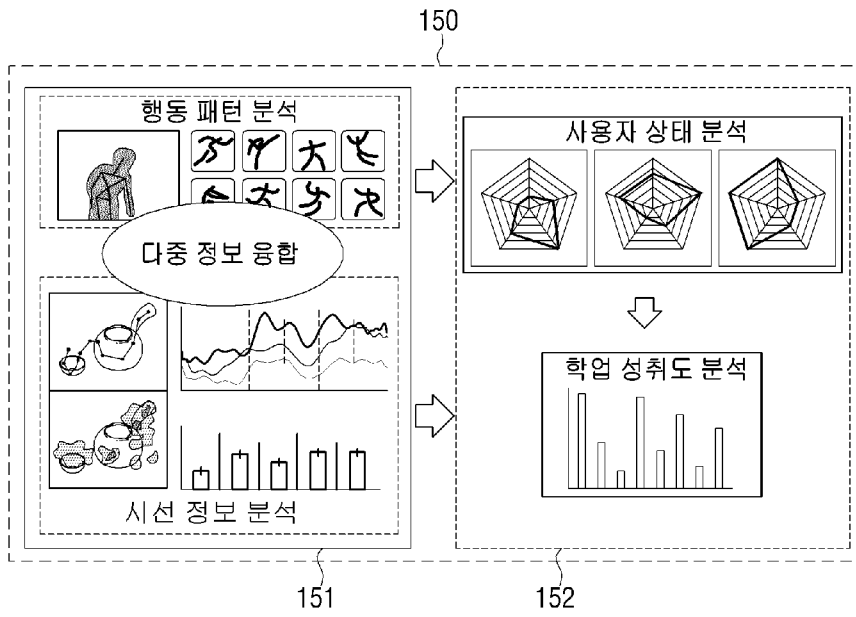 150
행동 패턴 분석
다중 정보 융합
시선 정보 분석
사용자 상태 분석
학업 성취도 분석
151
152